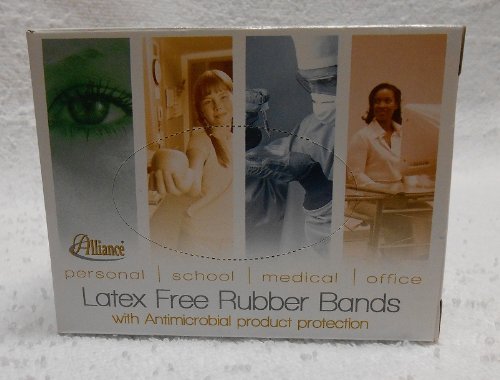 Alliance®
personal | school | medical | office
Latex Free Rubber Bands
with Antimicrobial product protection